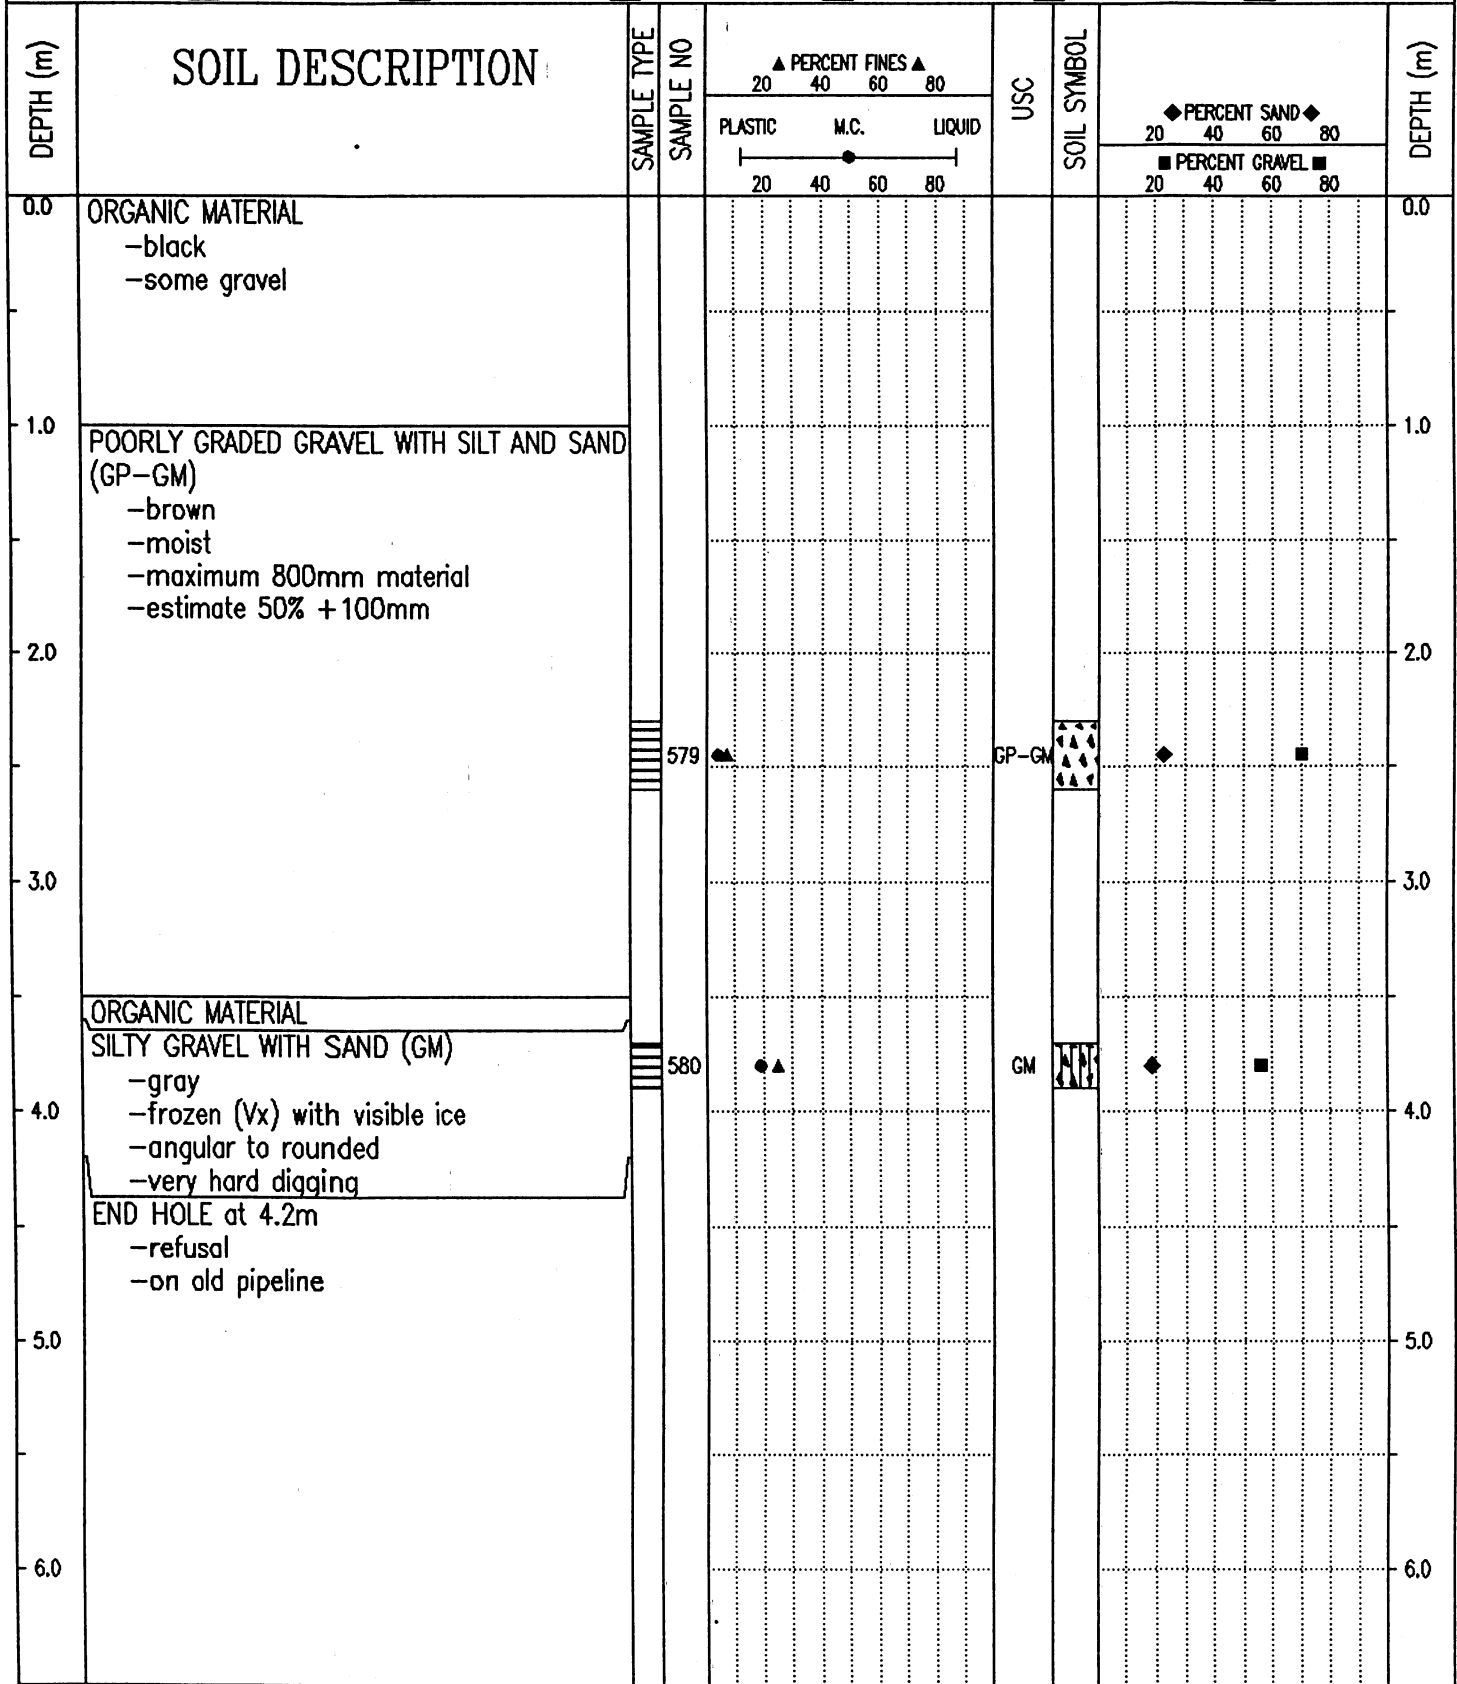 DEPTH (m)
SOIL DESCRIPTION
SAMPLE TYPE
SAMPLE NO
▲ PERCENT FINES ▲
20 40 60 80
PLASTIC M.C. LIQUID
20 40 60 80
USC
SOIL SYMBOL
◆ PERCENT SAND ◆
20 40 60 80
■ PERCENT GRAVEL ■
20 40 60 80
DEPTH (m)
0.0 ORGANIC MATERIAL 0.0
-black
-some gravel
1.0 1.0
POORLY GRADED GRAVEL WITH SILT AND SAND
(GP-GM)
-brown
-moist
-maximum 800mm material
-estimate 50% +100mm
2.0 2.0
579 GP-GM
3.0 3.0
ORGANIC MATERIAL
SILTY GRAVEL WITH SAND (GM)
580 GM
-gray
4.0 -frozen (Vx) with visible ice 4.0
-angular to rounded
-very hard digging
END HOLE at 4.2m
-refusal
-on old pipeline
5.0 5.0
6.0 6.0